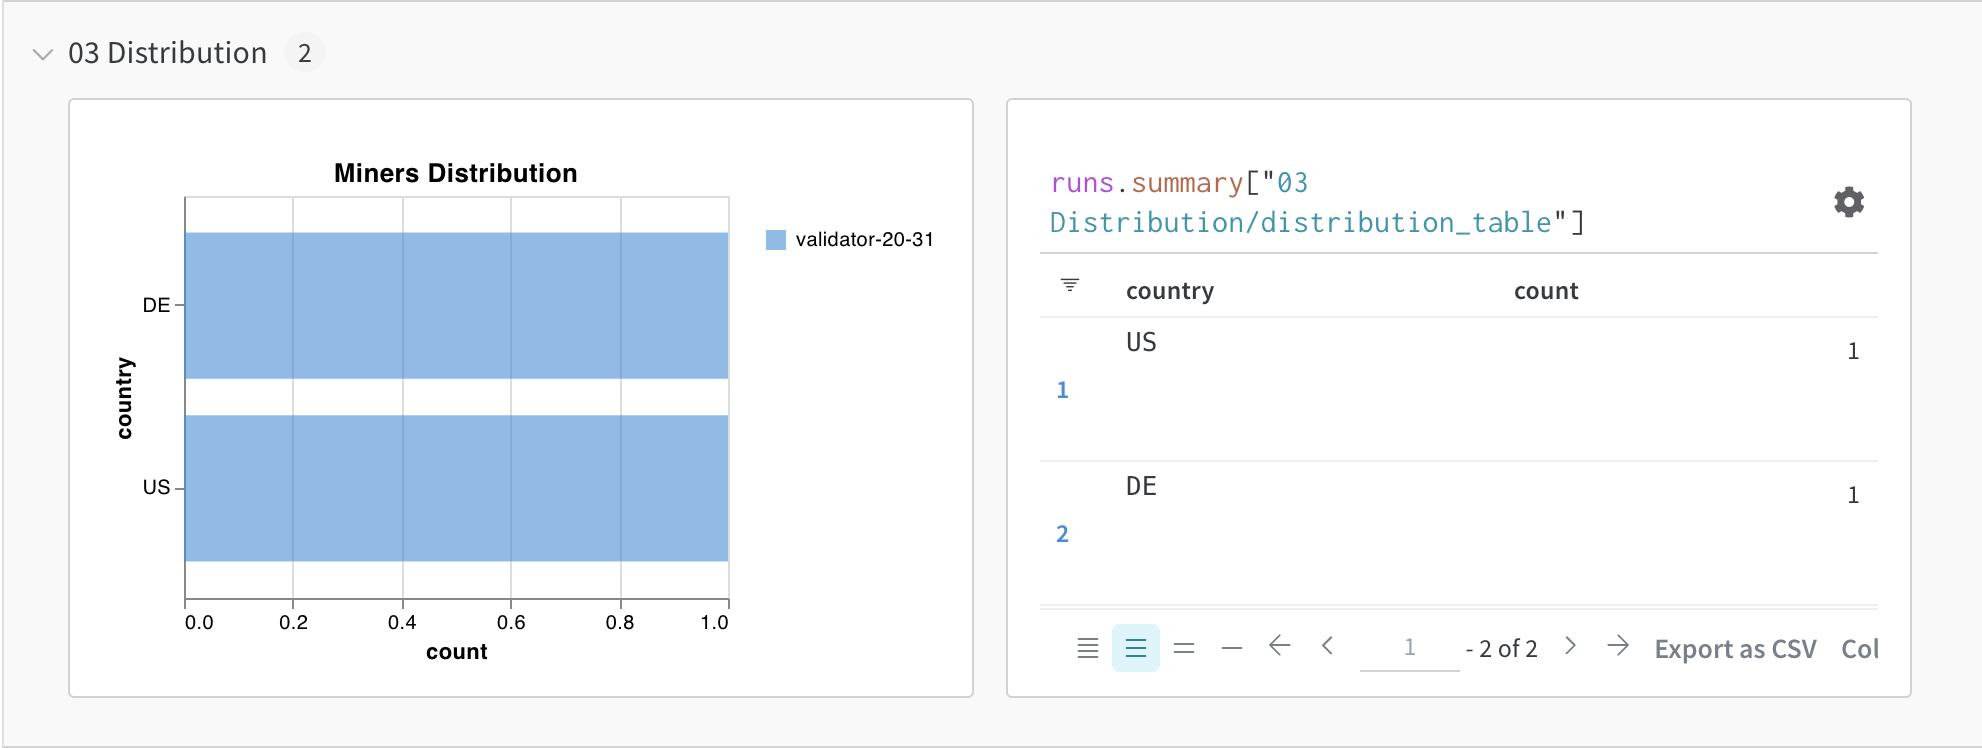 03 Distribution 2
Miners Distribution
validator-20-31
DE
US
country
0.0 0.2 0.4 0.6 0.8 1.0
count
runs.summary["03
Distribution/distribution_table"]
country count
US 1
1
DE 1
2
1 - 2 of 2 Export as CSV Col